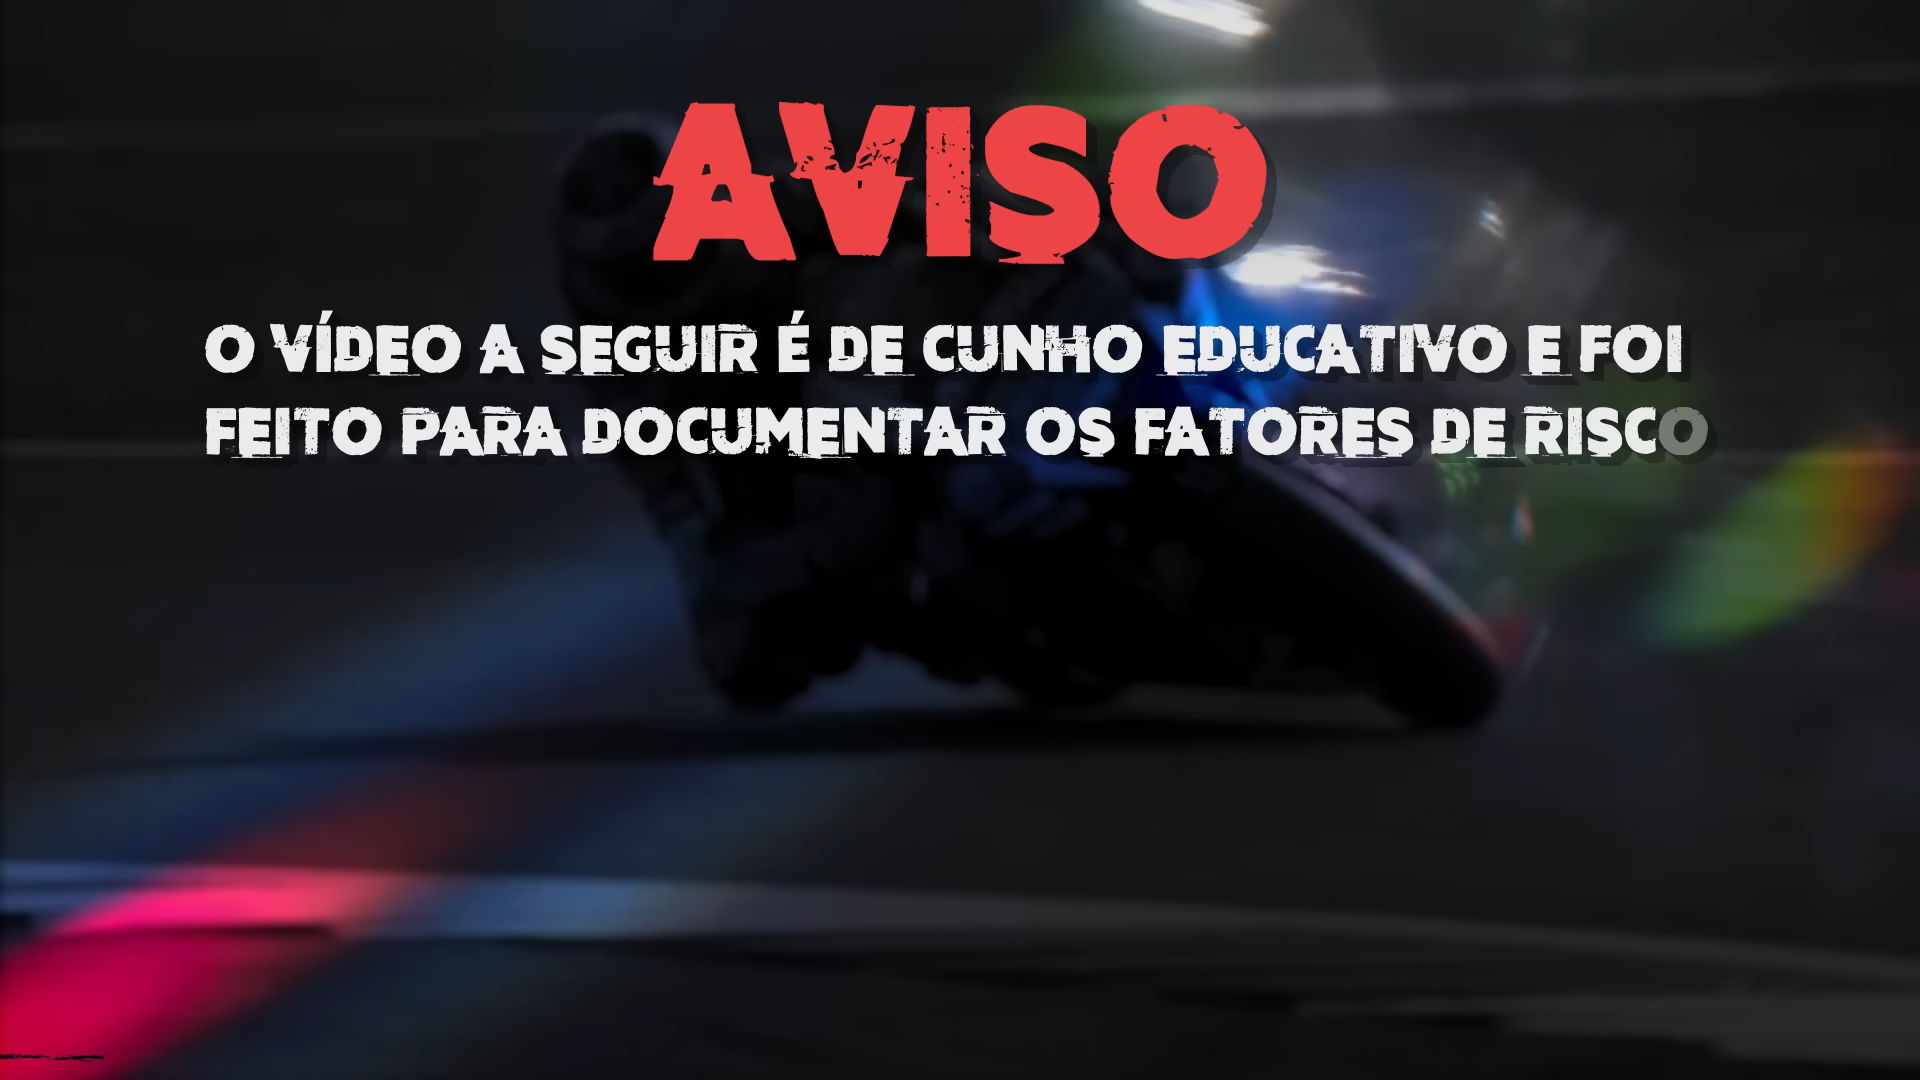 AVISO
O VÍDEO A SEGUIR É DE CUNHO EDUCATIVO E FOI
FEITO PARA DOCUMENTAR OS FATORES DE RISCO